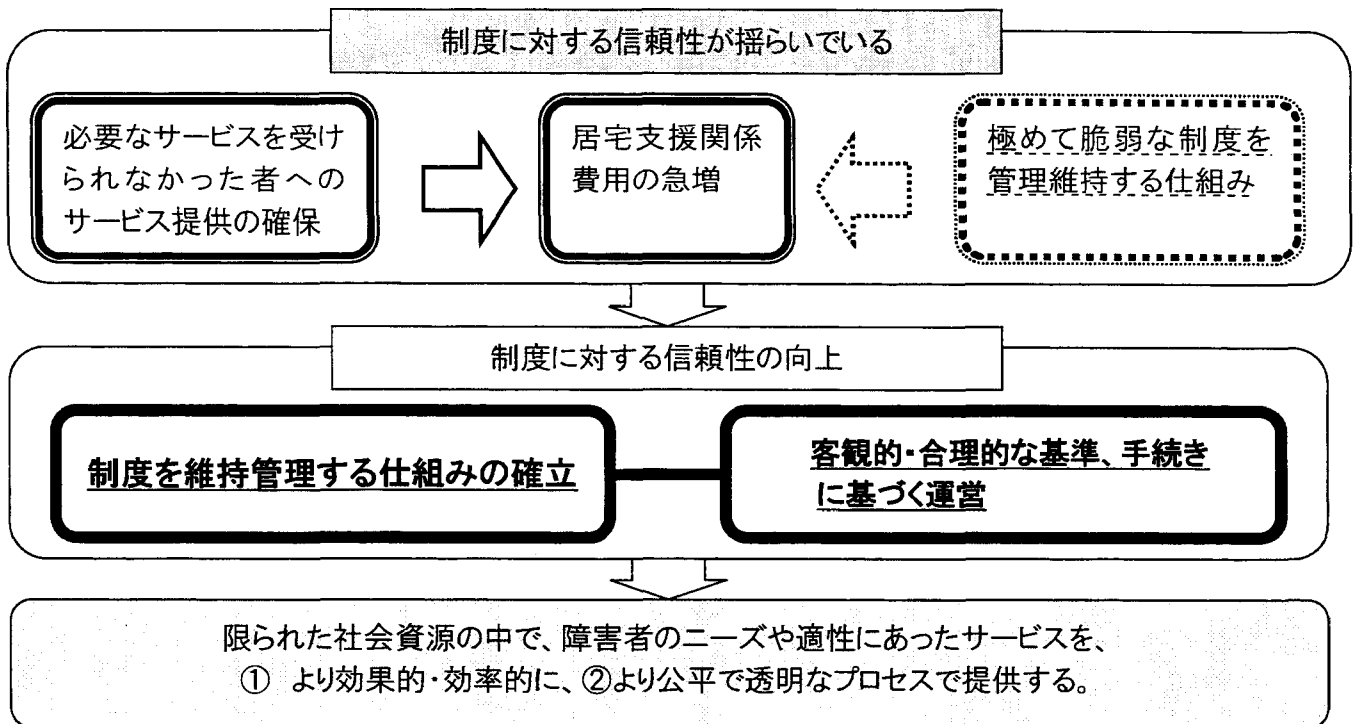 制度に対する信頼性が揺らいでいる
必要なサービスを受け
られなかった者への
サービス提供の確保
居宅支援関係
費用の急増
極めて脆弱な制度を
管理維持する仕組み
制度に対する信頼性の向上
制度を維持管理する仕組みの確立
客観的・合理的な基準、手続き
に基づく運営
限られた社会資源の中で、障害者のニーズや適性にあったサービスを、
① より効果的・効率的に、②より公平で透明なプロセスで提供する。